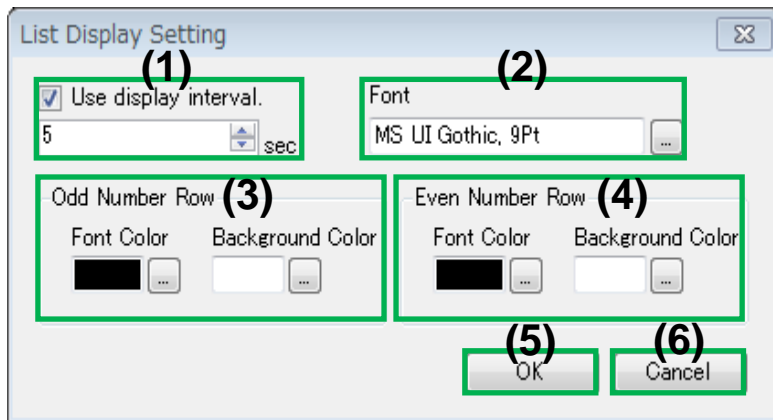 List Display Setting
(1) (2)
Use display interval. Font
5 sec MS UI Gothic, 9Pt ...
Odd Number Row (3) Even Number Row (4)
Font Color Background Color Font Color Background Color
... ... ... ...
(5) (6)
OK Cancel